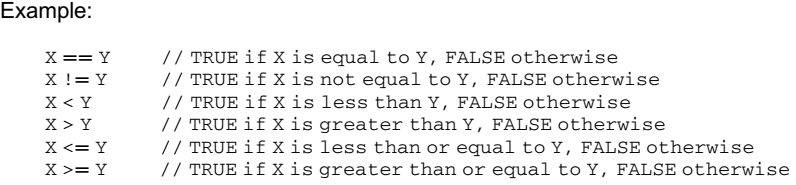 Example:
X == Y // TRUE if X is equal to Y, FALSE otherwise
X != Y // TRUE if X is not equal to Y, FALSE otherwise
X < Y // TRUE if X is less than Y, FALSE otherwise
X > Y // TRUE if X is greater than Y, FALSE otherwise
X <= Y // TRUE if X is less than or equal to Y, FALSE otherwise
X >= Y // TRUE if X is greater than or equal to Y, FALSE otherwise